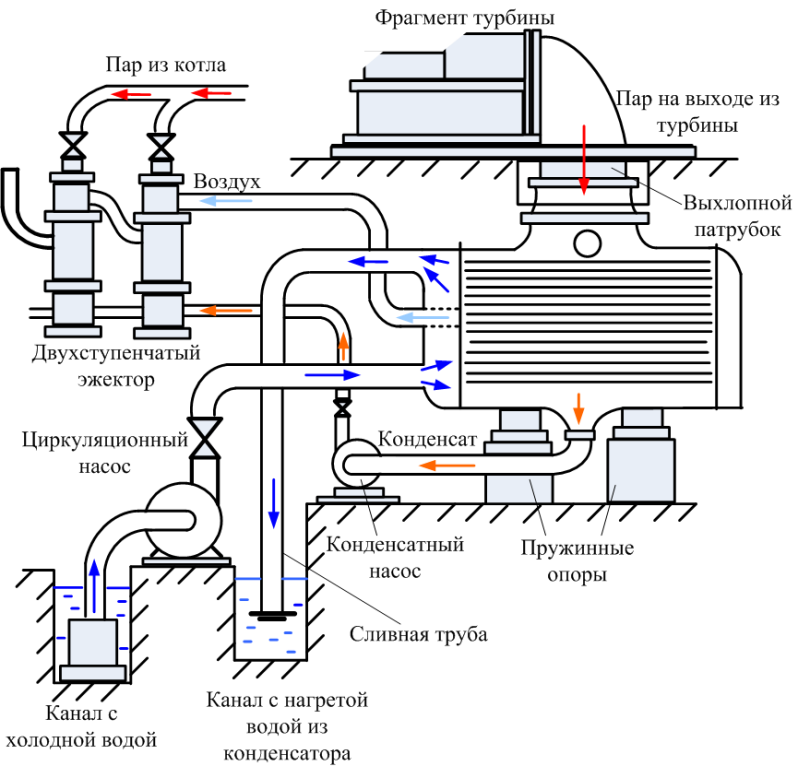 Фрагмент турбины
Пар из котла
Пар на выходе из
турбины
Воздух
Выхлопной
патрубок
Двухступенчатый
эжектор
Циркуляционный
насос
Конденсат
Конденсатный
насос
Пружинные
опоры
Сливная труба
Канал с
холодной водой
Канал с нагретой
водой из
конденсатора